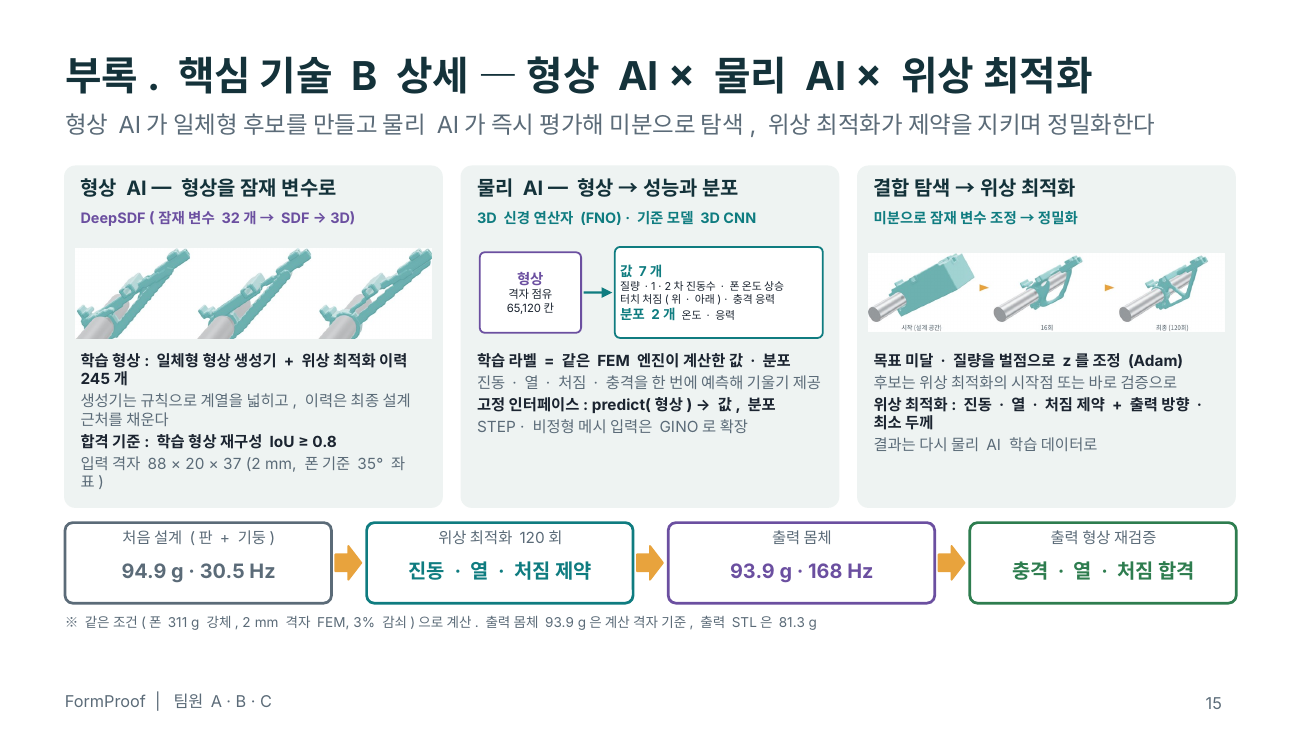 부록 . 핵심 기술 B 상세 — 형상 AI × 물리 AI × 위상 최적화
형상 AI 가 일체형 후보를 만들고 물리 AI 가 즉시 평가해 미분으로 탐색 , 위상 최적화가 제약을 지키며 정밀화한다
형상 AI — 형상을 잠재 변수로
DeepSDF ( 잠재 변수 32 개 → SDF → 3D)
학습 형상 : 일체형 형상 생성기 + 위상 최적화 이력
245 개
생성기는 규칙으로 계열을 넓히고 , 이력은 최종 설계
근처를 채운다
합격 기준 : 학습 형상 재구성 IoU ≥ 0.8
입력 격자 88 × 20 × 37 (2 mm, 폰 기준 35° 좌
표 )
물리 AI — 형상 → 성능과 분포
3D 신경 연산자 (FNO) · 기준 모델 3D CNN
형상
격자 점유
65,120 칸
값 7 개
질량 · 1 · 2 차 진동수 · 폰 온도 상승
터치 처짐 ( 위 · 아래 ) · 충격 응력
분포 2 개 온도 · 응력
학습 라벨 = 같은 FEM 엔진이 계산한 값 · 분포
진동 · 열 · 처짐 · 충격을 한 번에 예측해 기울기 제공
고정 인터페이스 : predict( 형상 ) → 값 , 분포
STEP · 비정형 메시 입력은 GINO 로 확장
결합 탐색 → 위상 최적화
미분으로 잠재 변수 조정 → 정밀화
시작 (설계 공간)
16회
최종 (120회)
목표 미달 · 질량을 벌점으로 z 를 조정 (Adam)
후보는 위상 최적화의 시작점 또는 바로 검증으로
위상 최적화 : 진동 · 열 · 처짐 제약 + 출력 방향 ·
최소 두께
결과는 다시 물리 AI 학습 데이터로
처음 설계 ( 판 + 기둥 )
94.9 g · 30.5 Hz
위상 최적화 120 회
진동 · 열 · 처짐 제약
출력 몸체
93.9 g · 168 Hz
출력 형상 재검증
충격 · 열 · 처짐 합격
※ 같은 조건 ( 폰 311 g 강체 , 2 mm 격자 FEM, 3% 감쇠 ) 으로 계산 . 출력 몸체 93.9 g 은 계산 격자 기준 , 출력 STL 은 81.3 g
FormProof | 팀원 A · B · C
15